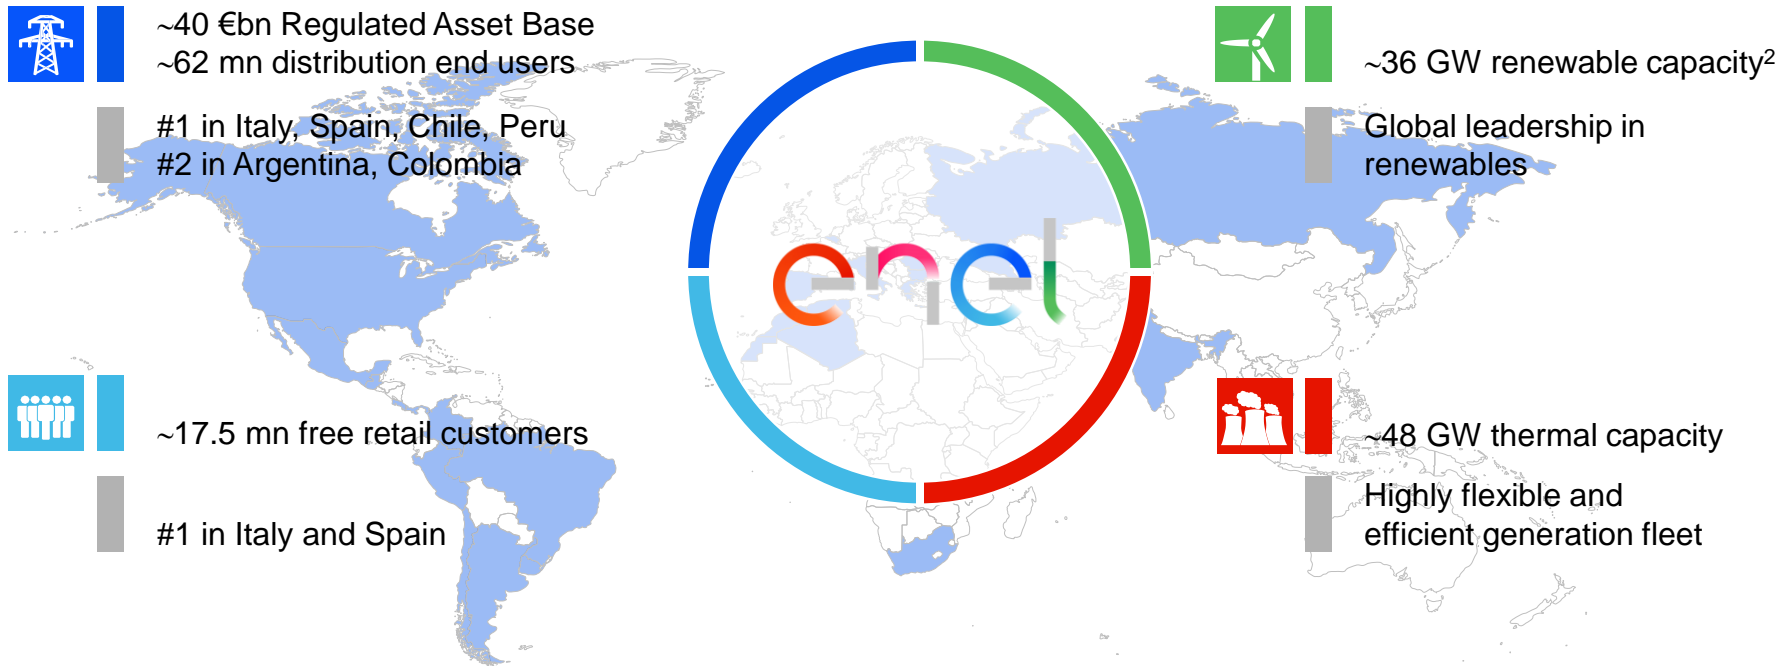 ~40 €bn Regulated Asset Base
~62 mn distribution end users
#1 in Italy, Spain, Chile, Peru
#2 in Argentina, Colombia
~17.5 mn free retail customers
#1 in Italy and Spain
enel
~36 GW renewable capacity²
Global leadership in
renewables
~48 GW thermal capacity
Highly flexible and
efficient generation fleet